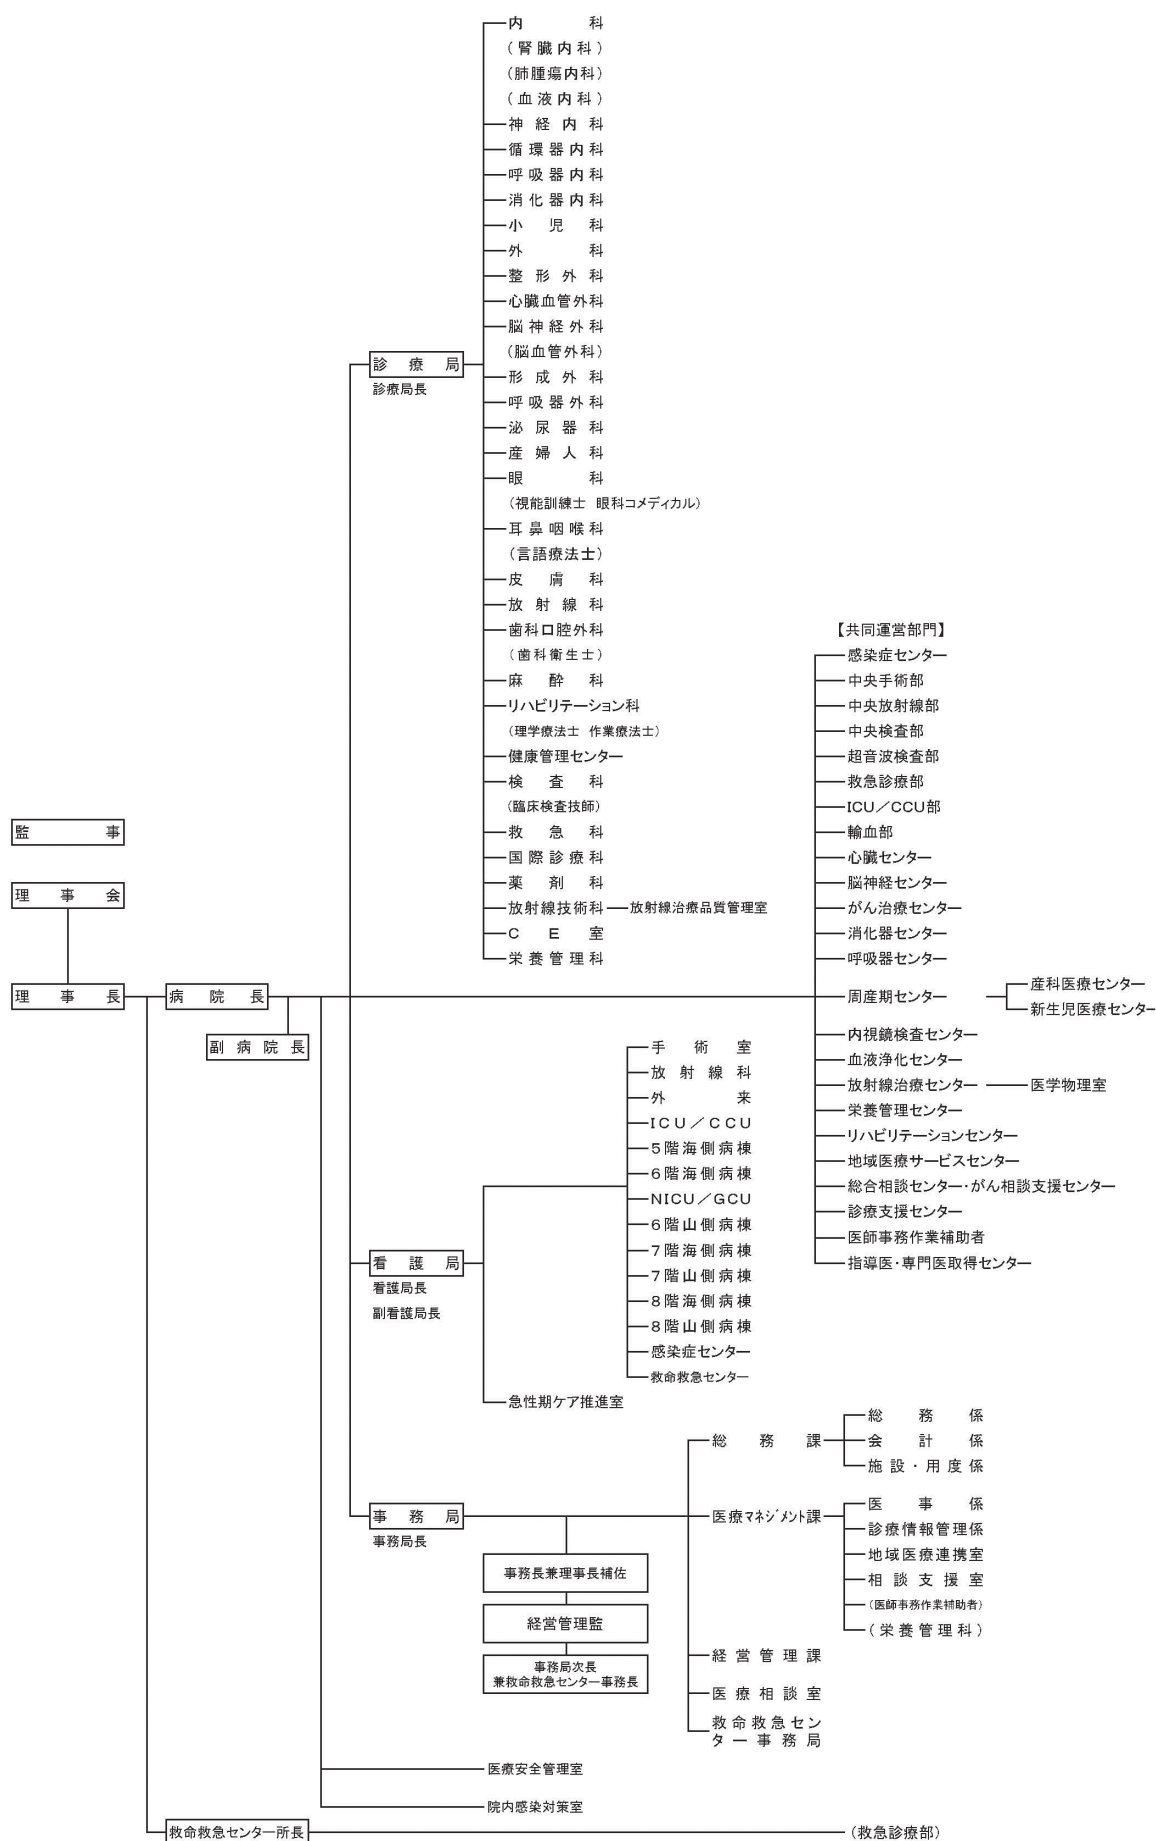 監事
理事会
理事長
病院長
副病院長
診療局
診療局長
内科
(腎臓内科)
(肺腫瘍内科)
(血液内科)
神経内科
循環器内科
呼吸器内科
消化器内科
小児科
外科
整形外科
心臓血管外科
脳神経外科
(脳血管外科)
形成外科
呼吸器外科
泌尿器科
産婦人科
眼科
(視能訓練士 眼科コメディカル)
耳鼻咽喉科
(言語療法士)
皮膚科
放射線科
歯科口腔外科
(歯科衛生士)
麻酔科
リハビリテーション科
(理学療法士 作業療法士)
健康管理センター
検査科
(臨床検査技師)
救急科
国際診療科
薬剤科
放射線技術科
放射線治療品質管理室
CE室
栄養管理科
【共同運営部門】
感染症センター
中央手術部
中央放射線部
中央検査部
超音波検査部
救急診療部
ICU/CCU部
輸血部
心臓センター
脳神経センター
がん治療センター
消化器センター
呼吸器センター
周産期センター
産科医療センター
新生児医療センター
内視鏡検査センター
血液浄化センター
放射線治療センター
医学物理室
栄養管理センター
リハビリテーションセンター
地域医療サービスセンター
総合相談センター・がん相談支援センター
診療支援センター
医師事務作業補助者
指導医・専門医取得センター
看護局
看護局長
副看護局長
手術室
放射線科
外来
ICU/CCU
5階海側病棟
6階海側病棟
NICU/GCU
6階山側病棟
7階海側病棟
7階山側病棟
8階海側病棟
8階山側病棟
感染症センター
救命救急センター
急性期ケア推進室
事務局
事務局長
事務長兼理事長補佐
経営管理監
事務局次長
兼救命救急センター事務長
総務課
総務係
会計係
施設・用度係
医療マネジメント課
医事係
診療情報管理係
地域医療連携室
相談支援室
(医師事務作業補助者)
(栄養管理科)
経営管理課
医療相談室
救命救急セン
ター事務局
医療安全管理室
院内感染対策室
救命救急センター所長
(救急診療部)